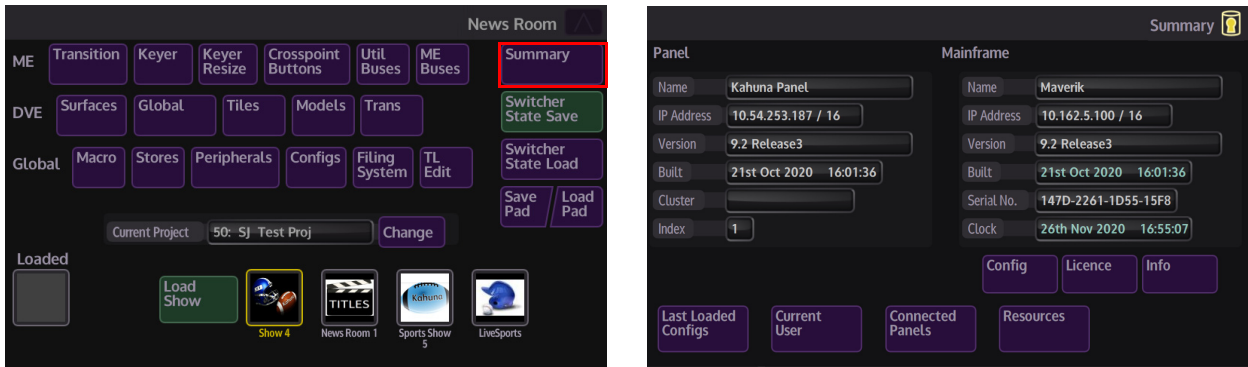 News Room
ME
Transition
Keyer
Keyer
Resize
Crosspoint
Buttons
Util
Buses
ME
Buses
Summary
DVE
Surfaces
Global
Tiles
Models
Trans
Switcher
State Save
Global
Macro
Stores
Peripherals
Configs
Filing
System
TL
Edit
Switcher
State Load
Save
Pad
Load
Pad
Current Project
50: SJ Test Proj
Change
Loaded
Load
Show
TITLES
Kahuna
Show 4
News Room 1
Sports Show
5
LiveSports
Summary
Panel
Name
Kahuna Panel
IP Address
10.54.253.187 / 16
Version
9.2 Release3
Built
21st Oct 2020 16:01:36
Cluster
Index
1
Mainframe
Name
Maverik
IP Address
10.162.5.100 / 16
Version
9.2 Release3
Built
21st Oct 2020 16:01:36
Serial No.
147D-2261-1D55-15F8
Clock
26th Nov 2020 16:55:07
Config
Licence
Info
Last Loaded
Configs
Current
User
Connected
Panels
Resources